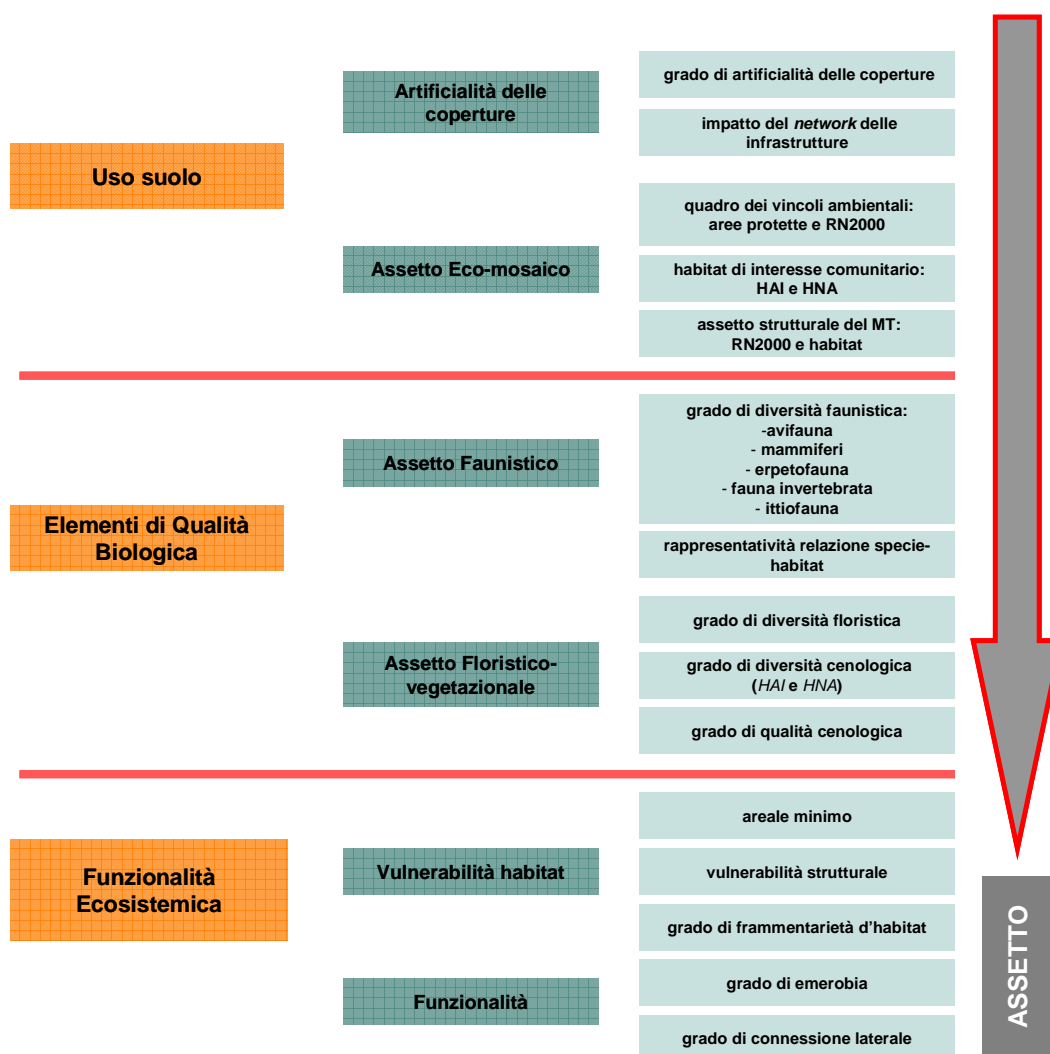 Uso suolo
Artificialità delle
coperture
grado di artificialità delle coperture
impatto del network delle
infrastrutture
Assetto Eco-mosaico
quadro dei vincoli ambientali:
aree protette e RN2000
habitat di interesse comunitario:
HAI e HNA
assetto strutturale del MT:
RN2000 e habitat
Elementi di Qualità
Biologica
Assetto Faunistico
grado di diversità faunistica:
-avifauna
- mammiferi
- erpetofauna
- fauna invertebrata
- ittiofauna
rappresentatività relazione specie-
habitat
Assetto Floristico-
vegetazionale
grado di diversità floristica
grado di diversità cenologica
(HAI e HNA)
grado di qualità cenologica
Funzionalità
Ecosistemica
Vulnerabilità habitat
areale minimo
vulnerabilità strutturale
grado di frammentarietà d'habitat
Funzionalità
grado di emerobia
grado di connessione laterale
ASSETTO